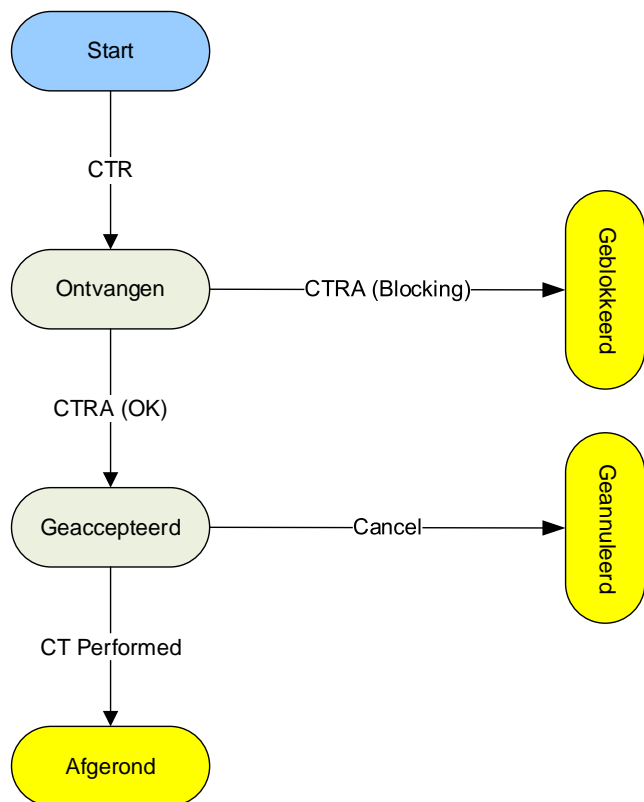 Start
CTR
Ontvangen
CTRA (Blocking)
Geblokkeerd
CTRA (OK)
Geaccepteerd
Cancel
Geannuleerd
CT Performed
Afgerond